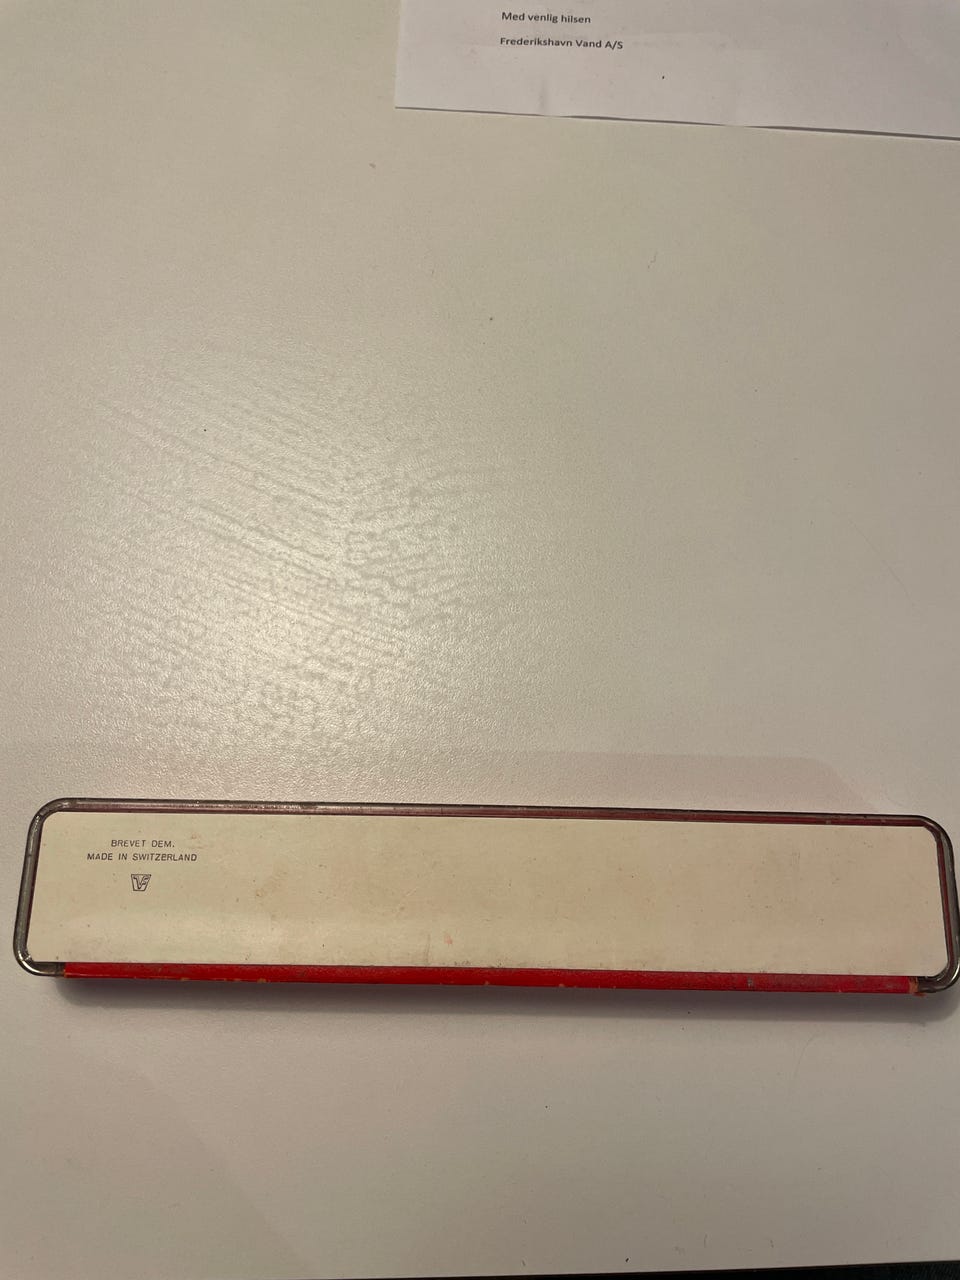 Med venlig hilsen
Frederikshavn Vand A/S
BREVET DEM.
MADE IN SWITZERLAND